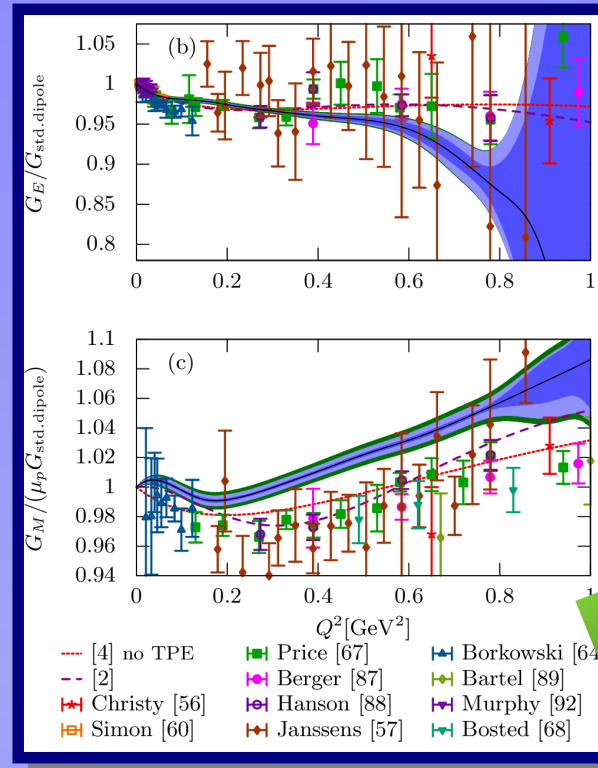 1.05
(b)
1
0.95
0.9
0.85
0.8
G_E/G_std.dipole
0 0.2 0.4 0.6 0.8 1
1.1
(c)
1.08
1.06
1.04
1.02
1
0.98
0.96
0.94
G_M/(μ_p G_std.dipole)
0 0.2 0.4 0.6 0.8 1
Q² [GeV²]
[4] no TPE Price [67] Borkowski [64
[2] Berger [87] Bartel [89]
Christy [56] Hanson [88] Murphy [92]
Simon [60] Janssens [57] Bosted [68]